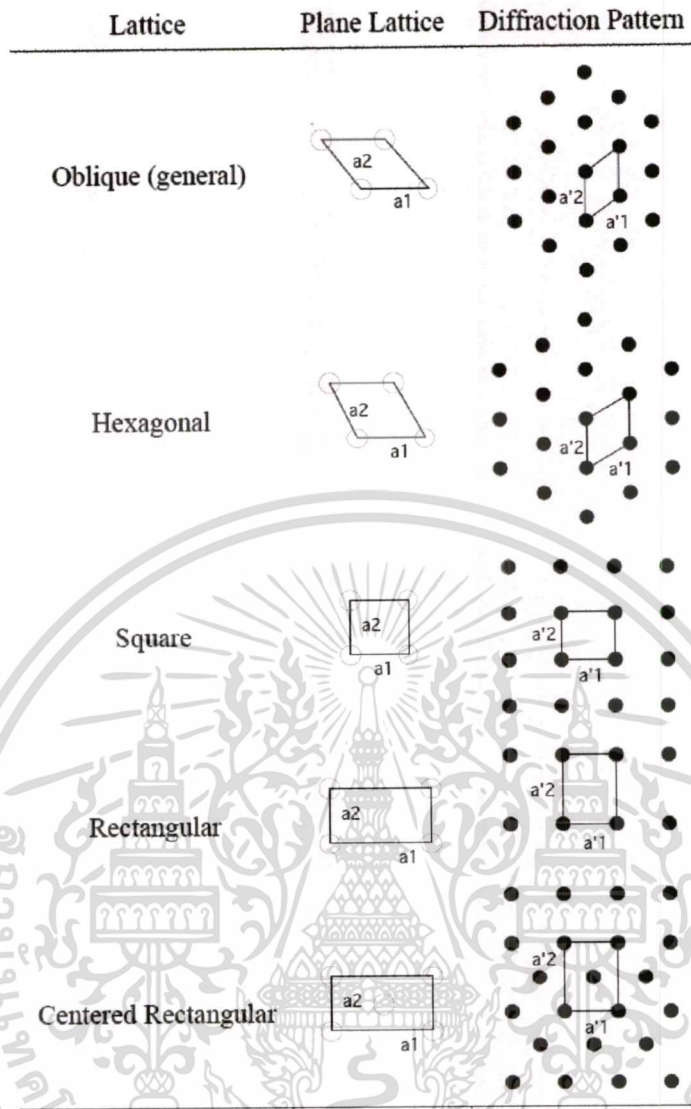 Lattice Plane Lattice Diffraction Pattern
Oblique (general) a2 a1 a'2 a'1
Hexagonal a2 a1 a'2 a'1
Square a2 a1 a'2 a'1
Rectangular a2 a1 a'2 a'1
Centered Rectangular a2 a1 a'2 a'1